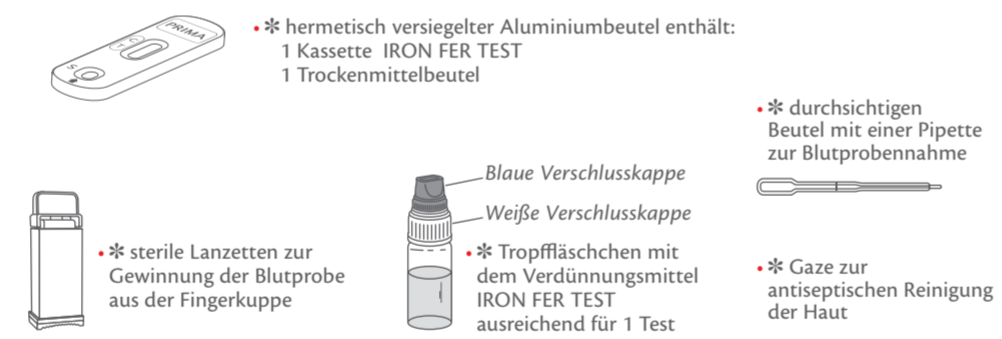 PRIMA
C
T
S
• ✻ hermetisch versiegelter Aluminiumbeutel enthält:
1 Kassette IRON FER TEST
1 Trockenmittelbeutel
• ✻ durchsichtigen
Beutel mit einer Pipette
zur Blutprobennahme
Blaue Verschlusskappe
Weiße Verschlusskappe
• ✻ sterile Lanzetten zur
Gewinnung der Blutprobe
aus der Fingerkuppe
• ✻ Tropffläschchen mit
dem Verdünnungsmittel
IRON FER TEST
ausreichend für 1 Test
• ✻ Gaze zur
antiseptischen Reinigung
der Haut